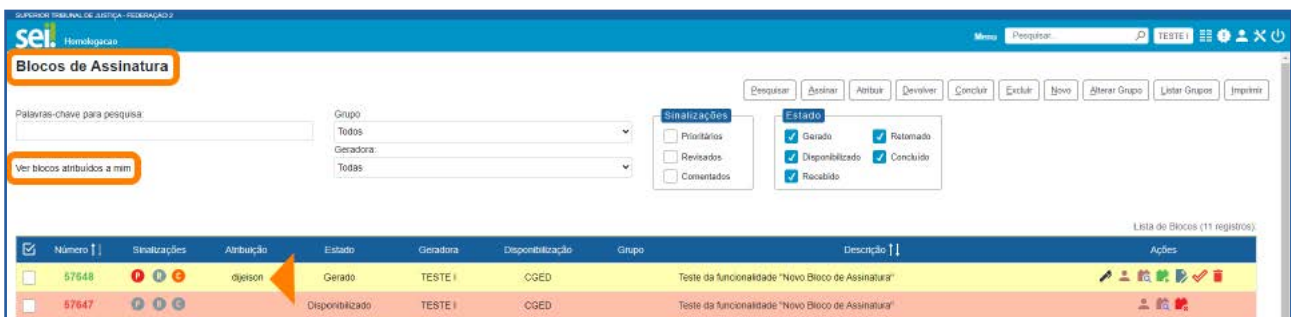 SUPERIOR TRIBUNAL DE JUSTIÇA - FEDERAÇÃO 2
sei. Homologacao Menu Pesquisar... TESTE I
Blocos de Assinatura
Pesquisar Assinar Atribuir Devolver Concluir Excluir Novo Alterar Grupo Listar Grupos Imprimir
Palavras-chave para pesquisa: Grupo Sinalizações Estado
Todos Prioritários Gerado Retornado
Geradora:
Ver blocos atribuídos a mim Todas Revisados Disponibilizado Concluído
Comentados Recebido
Lista de Blocos (11 registros):
Número Sinalizações Atribuição Estado Geradora Disponibilização Grupo Descrição Ações
57648 P R C dijeison Gerado TESTE I CGED Teste da funcionalidade "Novo Bloco de Assinatura"
57647 P R C Disponibilizado TESTE I CGED Teste da funcionalidade "Novo Bloco de Assinatura"